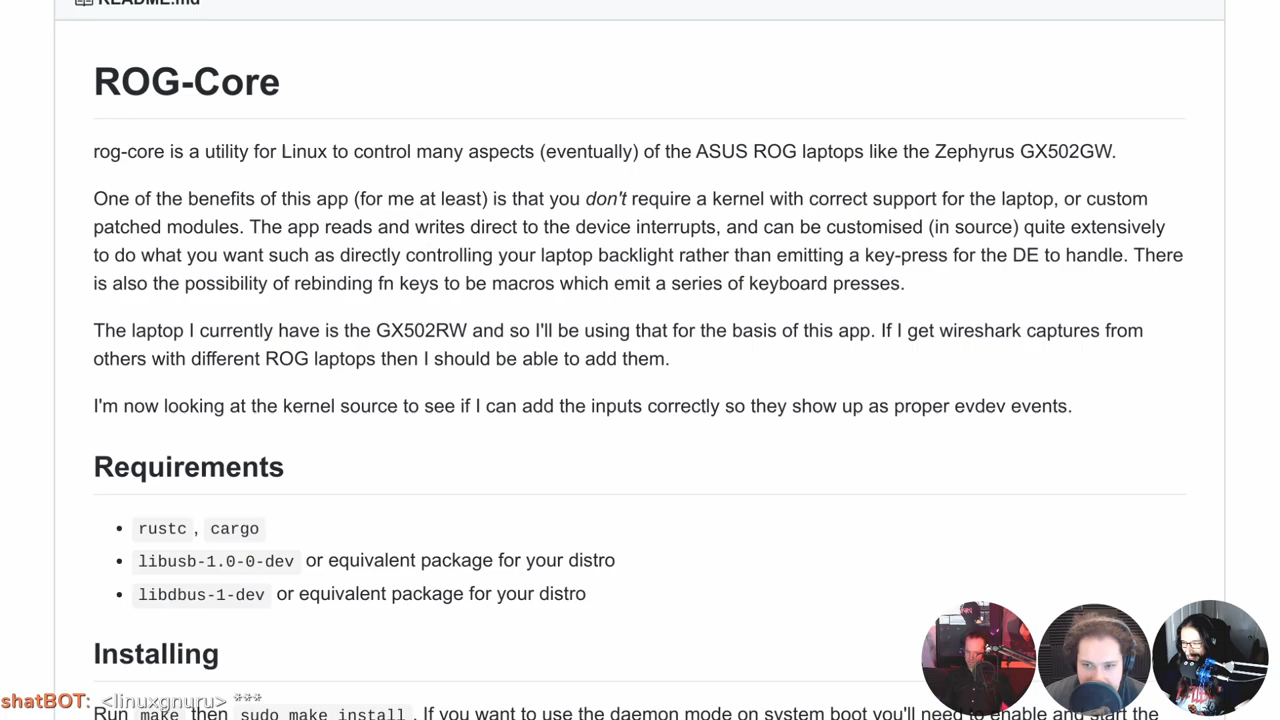 README.md
ROG-Core
rog-core is a utility for Linux to control many aspects (eventually) of the ASUS ROG laptops like the Zephyrus GX502GW.
One of the benefits of this app (for me at least) is that you don't require a kernel with correct support for the laptop, or custom
patched modules. The app reads and writes direct to the device interrupts, and can be customised (in source) quite extensively
to do what you want such as directly controlling your laptop backlight rather than emitting a key-press for the DE to handle. There
is also the possibility of rebinding fn keys to be macros which emit a series of keyboard presses.
The laptop I currently have is the GX502RW and so I'll be using that for the basis of this app. If I get wireshark captures from
others with different ROG laptops then I should be able to add them.
I'm now looking at the kernel source to see if I can add the inputs correctly so they show up as proper evdev events.
Requirements
• rustc , cargo
• libusb-1.0-0-dev or equivalent package for your distro
• libdbus-1-dev or equivalent package for your distro
Installing
shatBOT: <linuxgnuru> ***
Run make then sudo make install. If you want to use the daemon mode on system boot you'll need to enable and start the